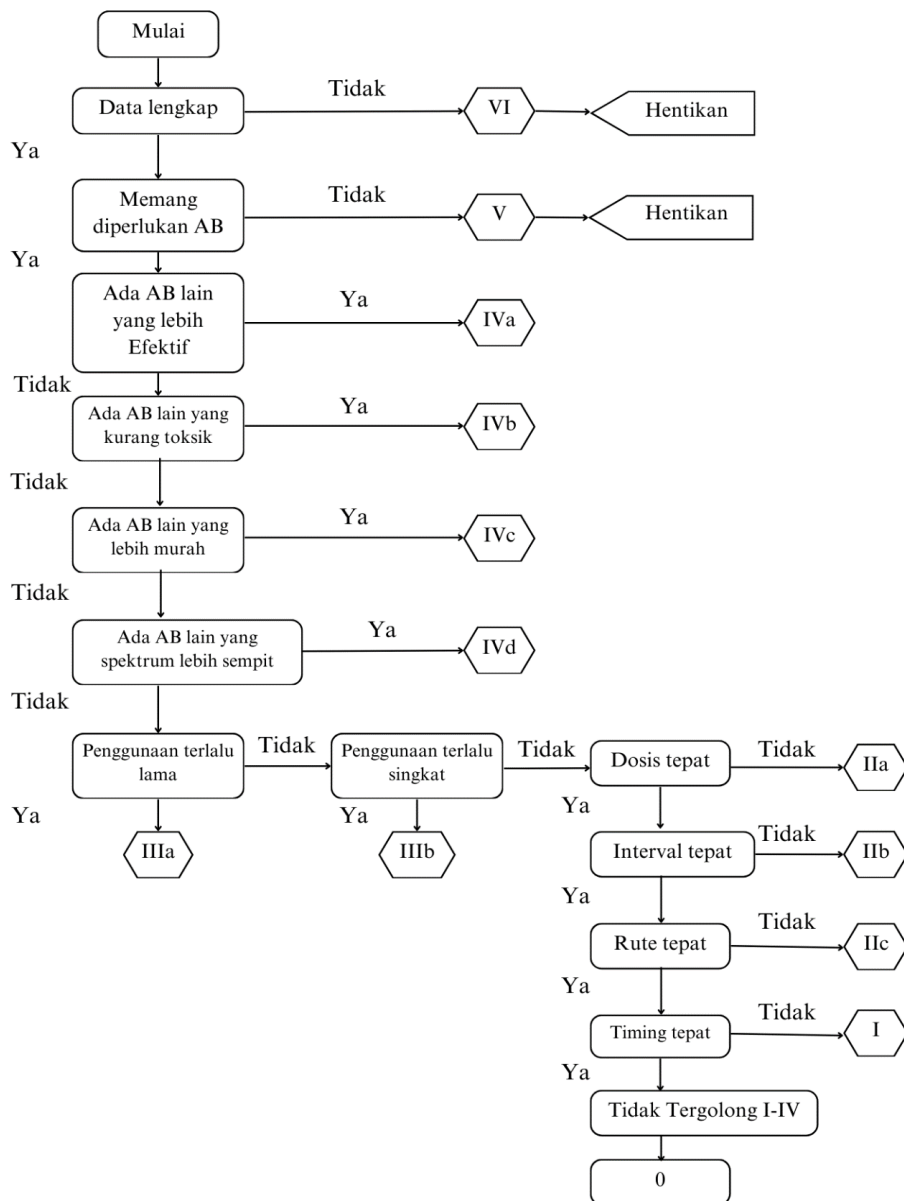 Mulai
Data lengkap
Tidak
VI
Hentikan
Ya
Memang
diperlukan AB
Tidak
V
Hentikan
Ya
Ada AB lain
yang lebih
Efektif
Ya
IVa
Tidak
Ada AB lain yang
kurang toksik
Ya
IVb
Tidak
Ada AB lain yang
lebih murah
Ya
IVc
Tidak
Ada AB lain yang
spektrum lebih sempit
Ya
IVd
Tidak
Penggunaan terlalu
lama
Tidak
Penggunaan terlalu
singkat
Tidak
Dosis tepat
Tidak
IIa
Ya
IIIa
Ya
IIIb
Ya
Interval tepat
Tidak
IIb
Ya
Rute tepat
Tidak
IIc
Ya
Timing tepat
Tidak
I
Ya
Tidak Tergolong I-IV
0